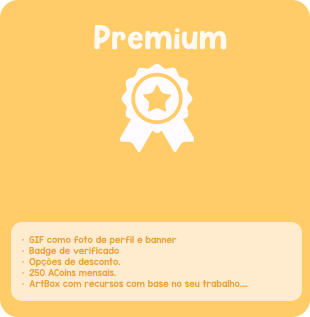 Premium
· GIF como foto de perfil e banner
· Badge de verificado
· Opções de desconto.
· 250 ACoins mensais.
· ArtBox com recursos com base no seu trabalho....